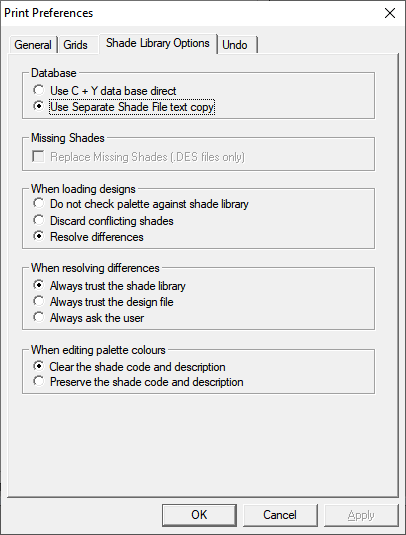 Print Preferences
General Grids Shade Library Options Undo
Database
Use C + Y data base direct
Use Separate Shade File text copy
Missing Shades
Replace Missing Shades (.DES files only)
When loading designs
Do not check palette against shade library
Discard conflicting shades
Resolve differences
When resolving differences
Always trust the shade library
Always trust the design file
Always ask the user
When editing palette colours
Clear the shade code and description
Preserve the shade code and description
OK Cancel Apply